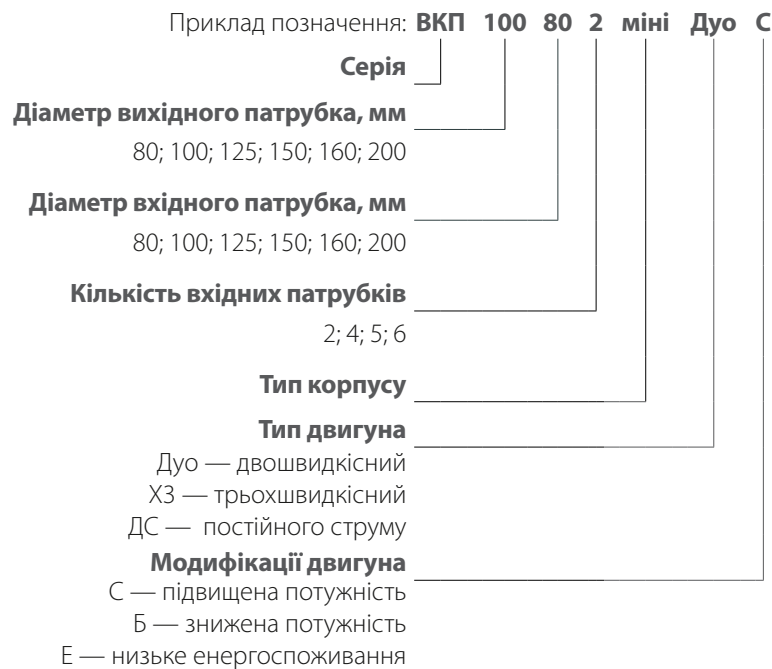 Приклад позначення: ВКП 100 80 2 міні Дуо С
Серія
Діаметр вихідного патрубка, мм
80; 100; 125; 150; 160; 200
Діаметр вхідного патрубка, мм
80; 100; 125; 150; 160; 200
Кількість вхідних патрубків
2; 4; 5; 6
Тип корпусу
Тип двигуна
Дуо — двошвидкісний
Х3 — трьохшвидкісний
ДС — постійного струму
Модифікації двигуна
С — підвищена потужність
Б — знижена потужність
Е — низьке енергоспоживання